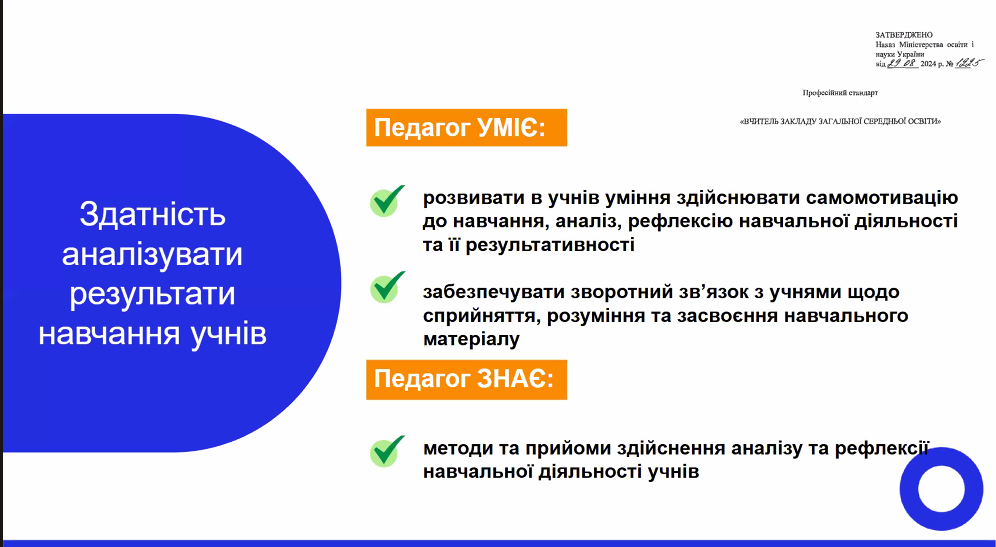 ЗАТВЕРДЖЕНО
Наказ Міністерства освіти і
науки України
від 29 08 2024 р. № 1225
Професійний стандарт
«ВЧИТЕЛЬ ЗАКЛАДУ ЗАГАЛЬНОЇ СЕРЕДНЬОЇ ОСВІТИ»
Здатність
аналізувати
результати
навчання учнів
Педагог УМІЄ:
розвивати в учнів уміння здійснювати самомотивацію
до навчання, аналіз, рефлексію навчальної діяльності
та її результативності
забезпечувати зворотний зв’язок з учнями щодо
сприйняття, розуміння та засвоєння навчального
матеріалу
Педагог ЗНАЄ:
методи та прийоми здійснення аналізу та рефлексії
навчальної діяльності учнів